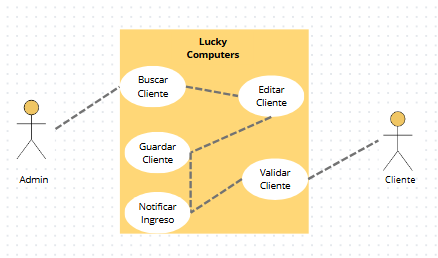 Lucky
Computers
Buscar
Cliente
Editar
Cliente
Guardar
Cliente
Validar
Cliente
Notificar
Ingreso
Admin
Cliente